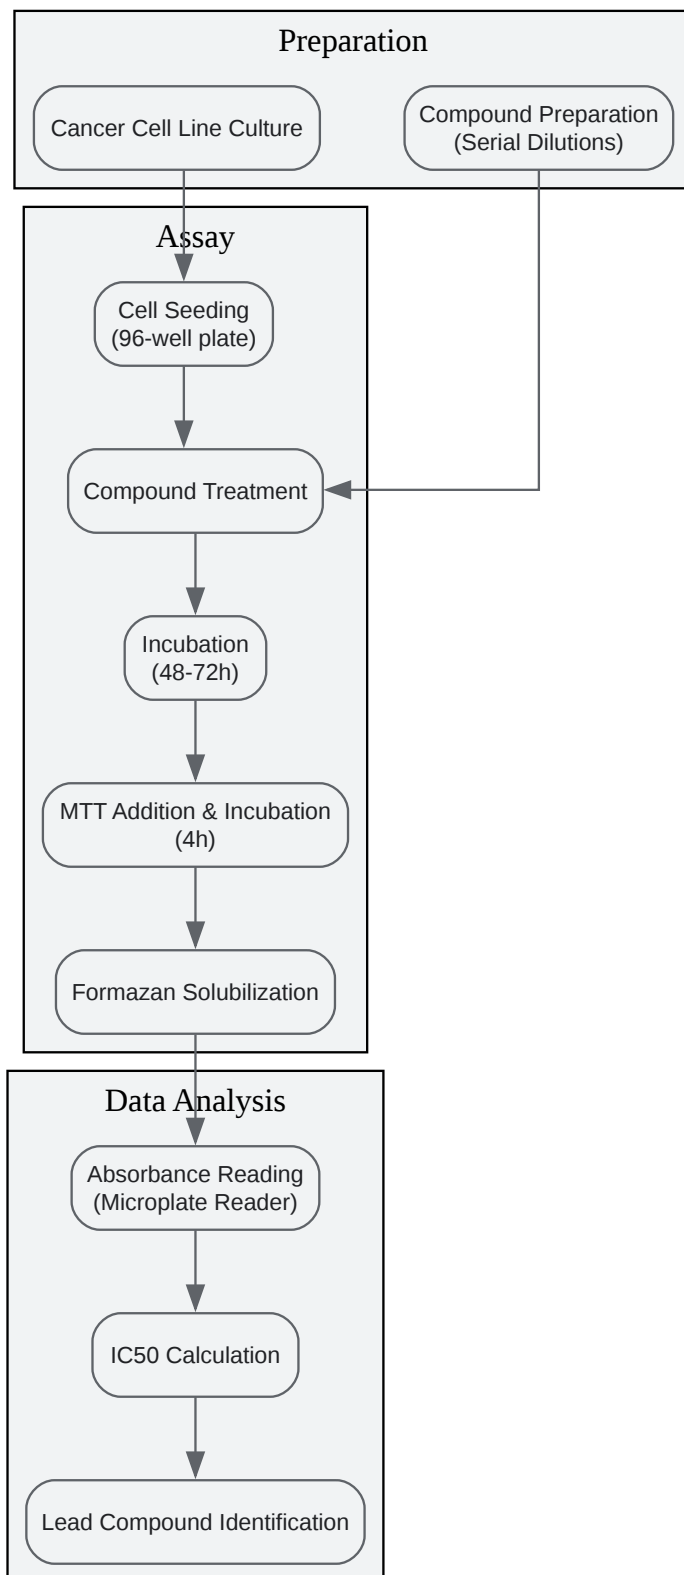 Preparation
Cancer Cell Line Culture
Compound Preparation
(Serial Dilutions)
Assay
Cell Seeding
(96-well plate)
Compound Treatment
Incubation
(48-72h)
MTT Addition & Incubation
(4h)
Formazan Solubilization
Data Analysis
Absorbance Reading
(Microplate Reader)
IC50 Calculation
Lead Compound Identification